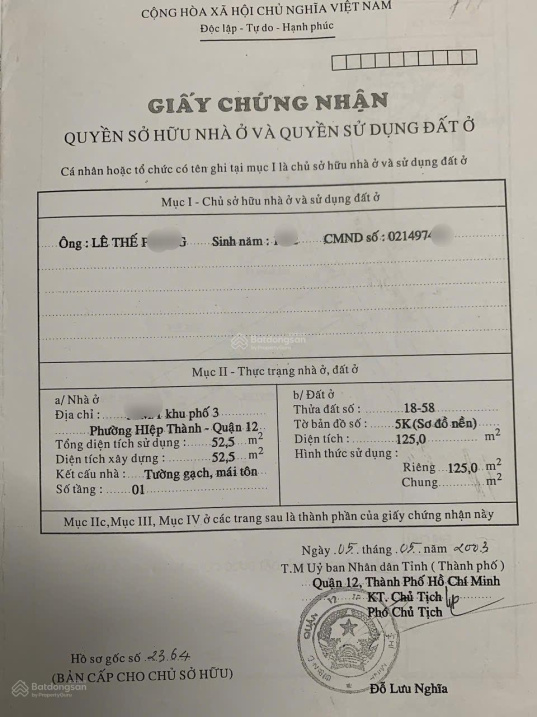 CỘNG HÒA XÃ HỘI CHỦ NGHĨA VIỆT NAM
Độc lập - Tự do - Hạnh phúc
GIẤY CHỨNG NHẬN
QUYỀN SỞ HỮU NHÀ Ở VÀ QUYỀN SỬ DỤNG ĐẤT Ở
Cá nhân hoặc tổ chức có tên ghi tại mục I là chủ sở hữu nhà ở và sử dụng đất ở
Mục I - Chủ sở hữu nhà ở và sử dụng đất ở
Ông : LÊ THẾ Sinh năm : CMND số : 0214974
Batdongsan
by PropertyGuru
Mục II - Thực trạng nhà ở, đất ở
a/ Nhà ở
Địa chỉ : khu phố 3
Phường HIệp Thành - Quận 12
Tổng diện tích sử dụng : 52,5 m2
Diện tích xây dựng : 52,5 m2
Kết cấu nhà : Tường gạch, mái tôn
Số tầng : 01
b/ Đất ở
Thửa đất số : 18-58
Tờ bản đồ số : 5K(Sơ đồ nền)
Diện tích : 125,0 m2
Hình thức sử dụng :
Riêng : 125,0 m2
Chung : m2
Mục IIc,Mục III, Mục IV ở các trang sau là thành phần của giấy chứng nhận này
Ngày 05 tháng 05 năm 2003
T.M Uỷ ban Nhân dân Tỉnh ( Thành phố )
Quận 12, Thành Phố Hồ Chí Minh
KT. Chủ Tịch
Phó Chủ Tịch
Đỗ Lưu Nghĩa
Hồ sơ gốc số 2364
(BẢN CẤP CHO CHỦ SỞ HỮU)
Batdongsan
by PropertyGuru